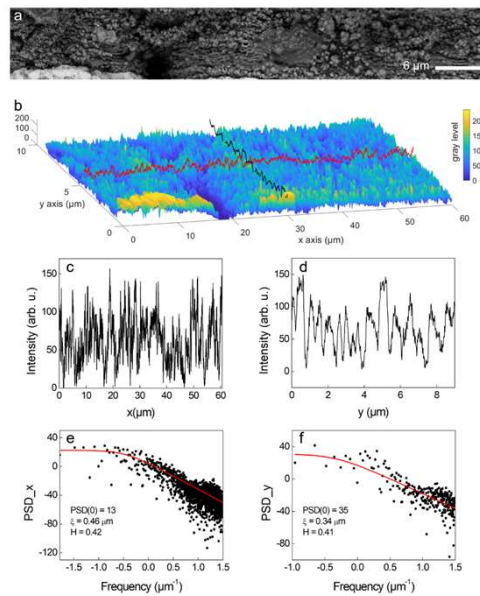 a
6 µm
b
200
100
0
10
5
0
y axis (µm)
0
10
20
30
40
50
60
x axis (µm)
200
150
100
50
0
gray level
c
150
100
50
0
Intensity (arb. u.)
0 10 20 30 40 50 60
x(µm)
d
150
100
50
0
Intensity (arb. u.)
0 2 4 6 8
y (µm)
e
40
0
-40
-80
-120
PSD_x
PSD(0) = 13
ξ = 0.46 µm
H = 0.42
-1.5 -1.0 -0.5 0.0 0.5 1.0 1.5
Frequency (µm⁻¹)
f
40
0
-40
-80
PSD_y
PSD(0) = 35
ξ = 0.34 µm
H = 0.41
-1.0 -0.5 0.0 0.5 1.0 1.5
Frequency (µm⁻¹)